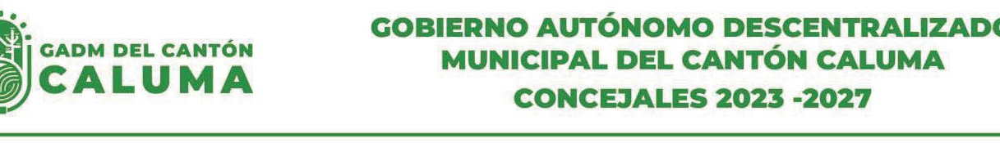 GADM DEL CANTÓN
CALUMA
GOBIERNO AUTÓNOMO DESCENTRALIZADO
MUNICIPAL DEL CANTÓN CALUMA
CONCEJALES 2023 -2027